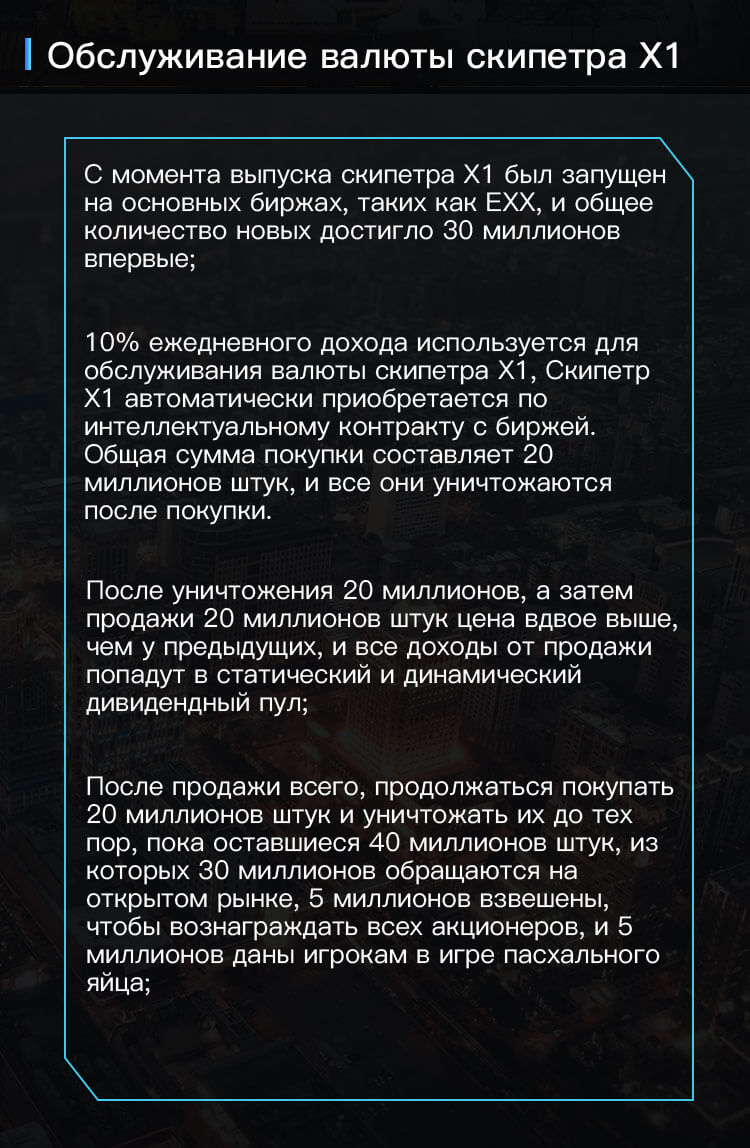 Обслуживание валюты скипетра X1
С момента выпуска скипетра X1 был запущен
на основных биржах, таких как EXX, и общее
количество новых достигло 30 миллионов
впервые;
10% ежедневного дохода используется для
обслуживания валюты скипетра X1, Скипетр
X1 автоматически приобретается по
интеллектуальному контракту с биржей.
Общая сумма покупки составляет 20
миллионов штук, и все они уничтожаются
после покупки.
После уничтожения 20 миллионов, а затем
продажи 20 миллионов штук цена вдвое выше,
чем у предыдущих, и все доходы от продажи
попадут в статический и динамический
дивидендный пул;
После продажи всего, продолжаться покупать
20 миллионов штук и уничтожать их до тех
пор, пока оставшиеся 40 миллионов штук, из
которых 30 миллионов обращаются на
открытом рынке, 5 миллионов взвешены,
чтобы вознаграждать всех акционеров, и 5
миллионов даны игрокам в игре пасхального
яйца;